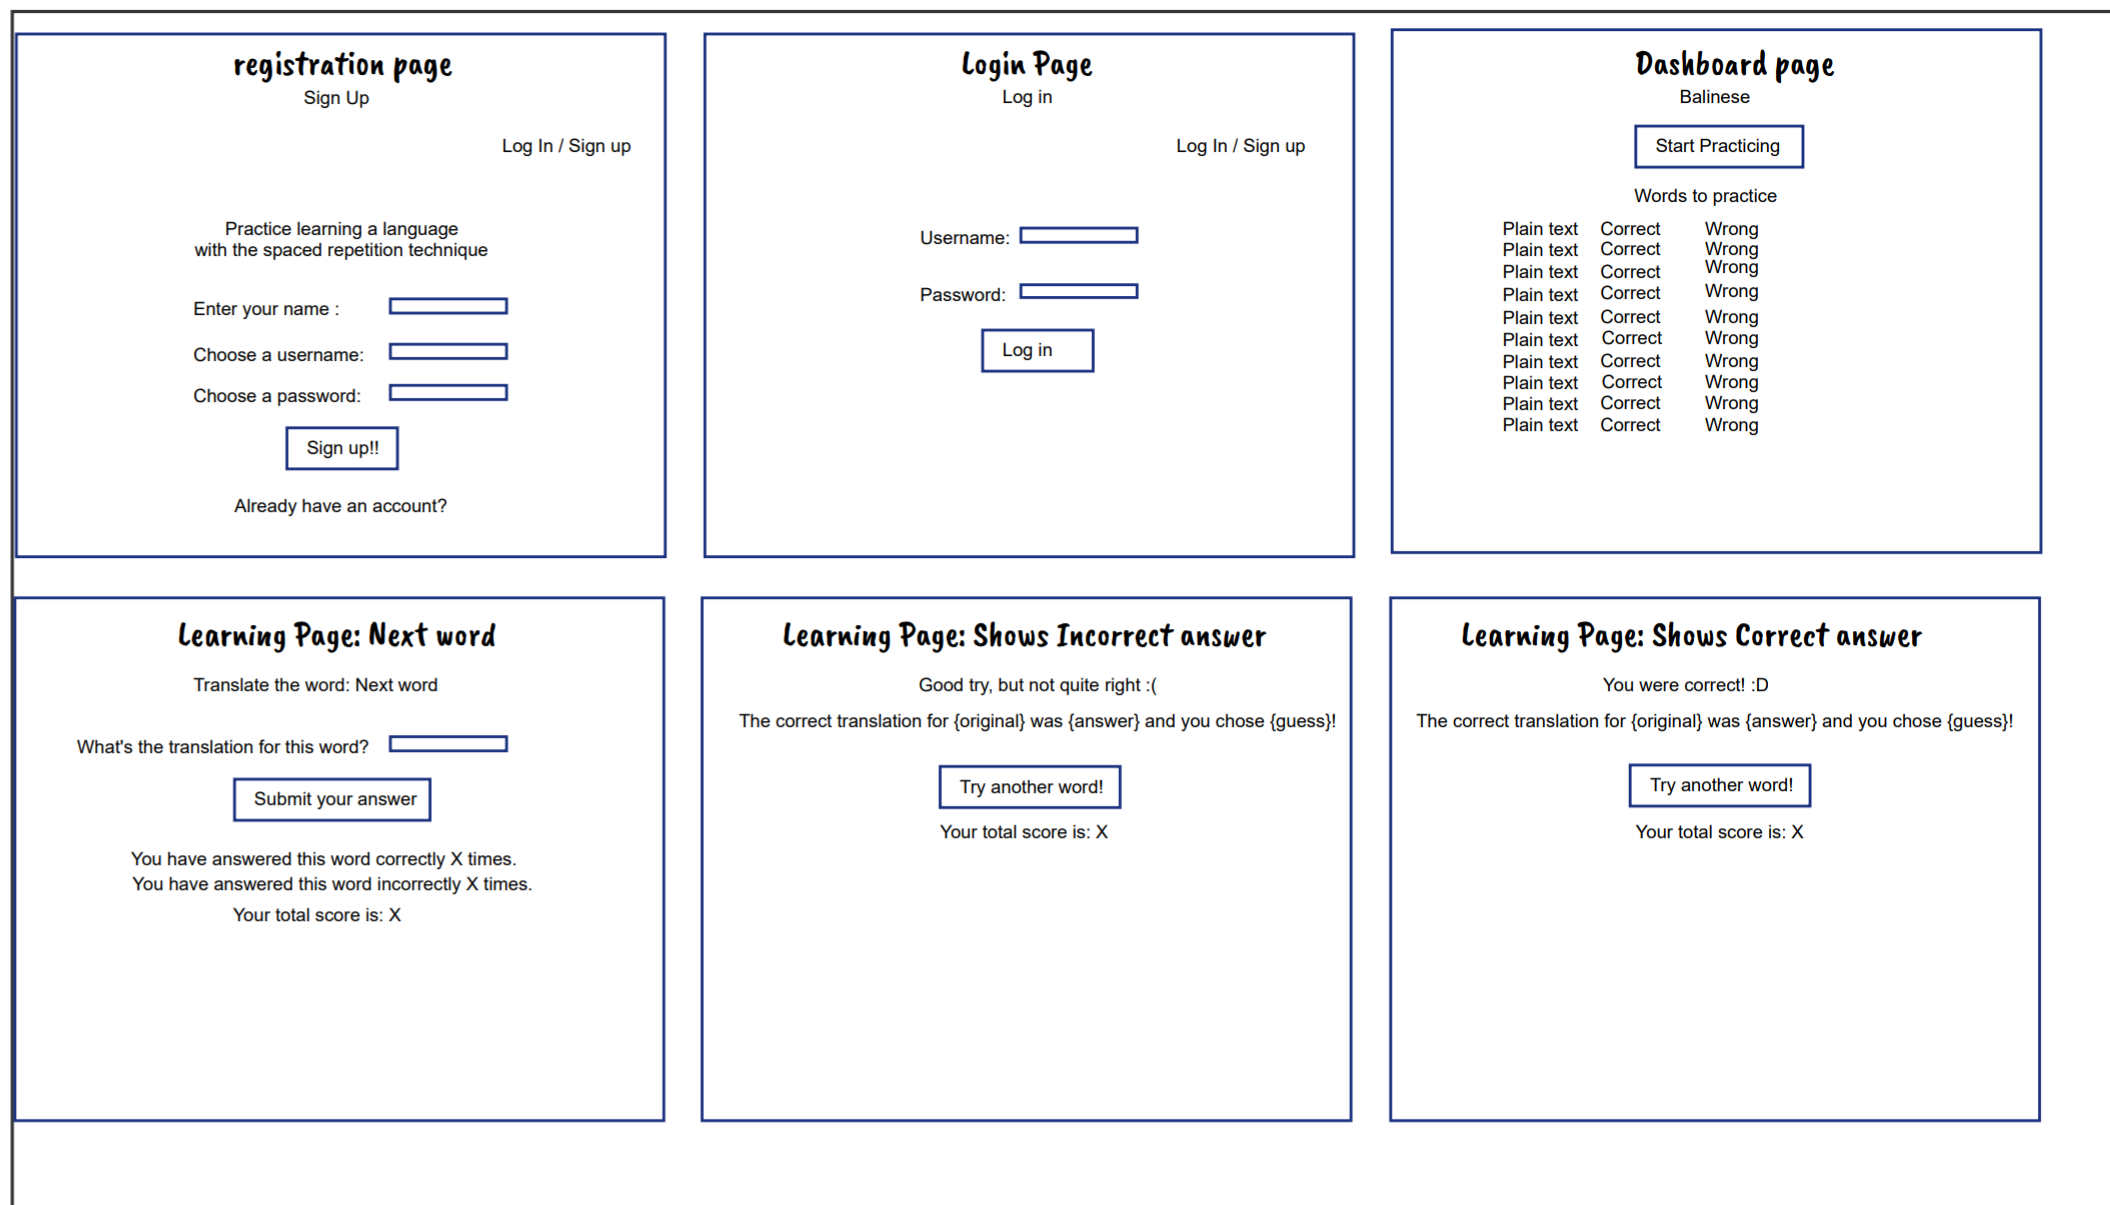 registration page
Sign Up
Log In / Sign up
Practice learning a language
with the spaced repetition technique
Enter your name :
Choose a username:
Choose a password:
Sign up!!
Already have an account?
Login Page
Log in
Log In / Sign up
Username:
Password:
Log in
Dashboard page
Balinese
Start Practicing
Words to practice
Plain text Correct Wrong
Plain text Correct Wrong
Plain text Correct Wrong
Plain text Correct Wrong
Plain text Correct Wrong
Plain text Correct Wrong
Plain text Correct Wrong
Plain text Correct Wrong
Plain text Correct Wrong
Plain text Correct Wrong
Learning Page: Next word
Translate the word: Next word
What's the translation for this word?
Submit your answer
You have answered this word correctly X times.
You have answered this word incorrectly X times.
Your total score is: X
Learning Page: Shows Incorrect answer
Good try, but not quite right :(
The correct translation for {original} was {answer} and you chose {guess}!
Try another word!
Your total score is: X
Learning Page: Shows Correct answer
You were correct! :D
The correct translation for {original} was {answer} and you chose {guess}!
Try another word!
Your total score is: X